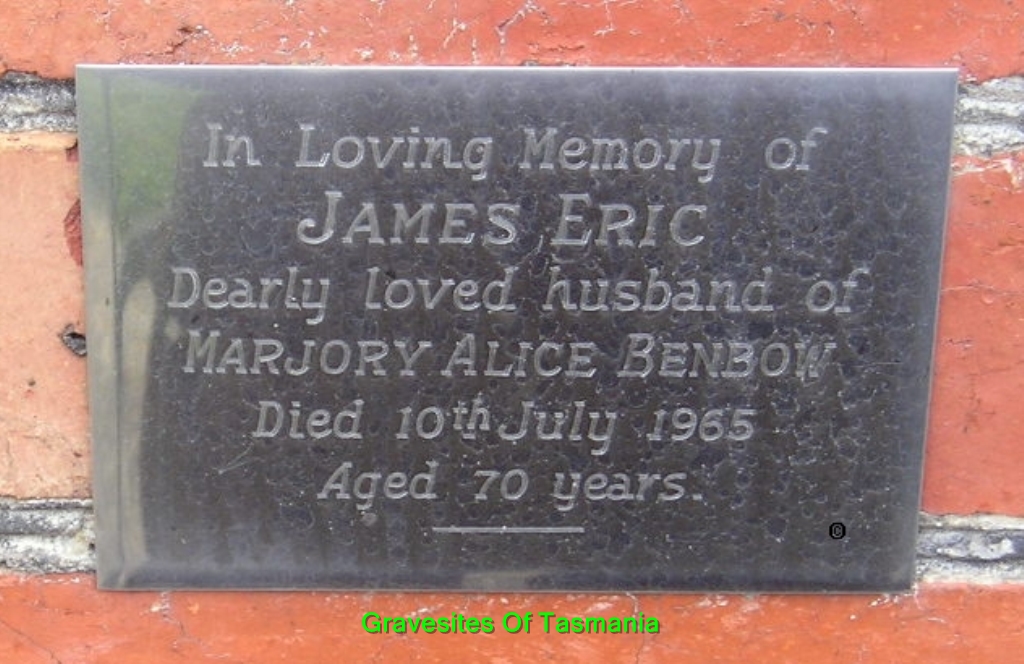 In Loving Memory of
JAMES ERIC
Dearly loved husband of
MARJORY ALICE BENBOW
Died 10th July 1965
Aged 70 years.
©
Gravesites Of Tasmania